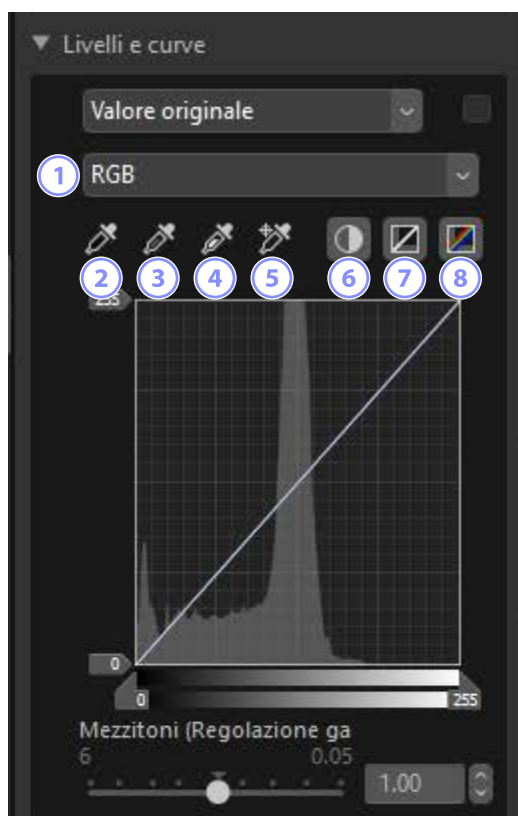 Livelli e curve
Valore originale
1 RGB
2 3 4 5 6 7 8
255
0
0 255
Mezzitoni (Regolazione ga
6 0.05
1.00